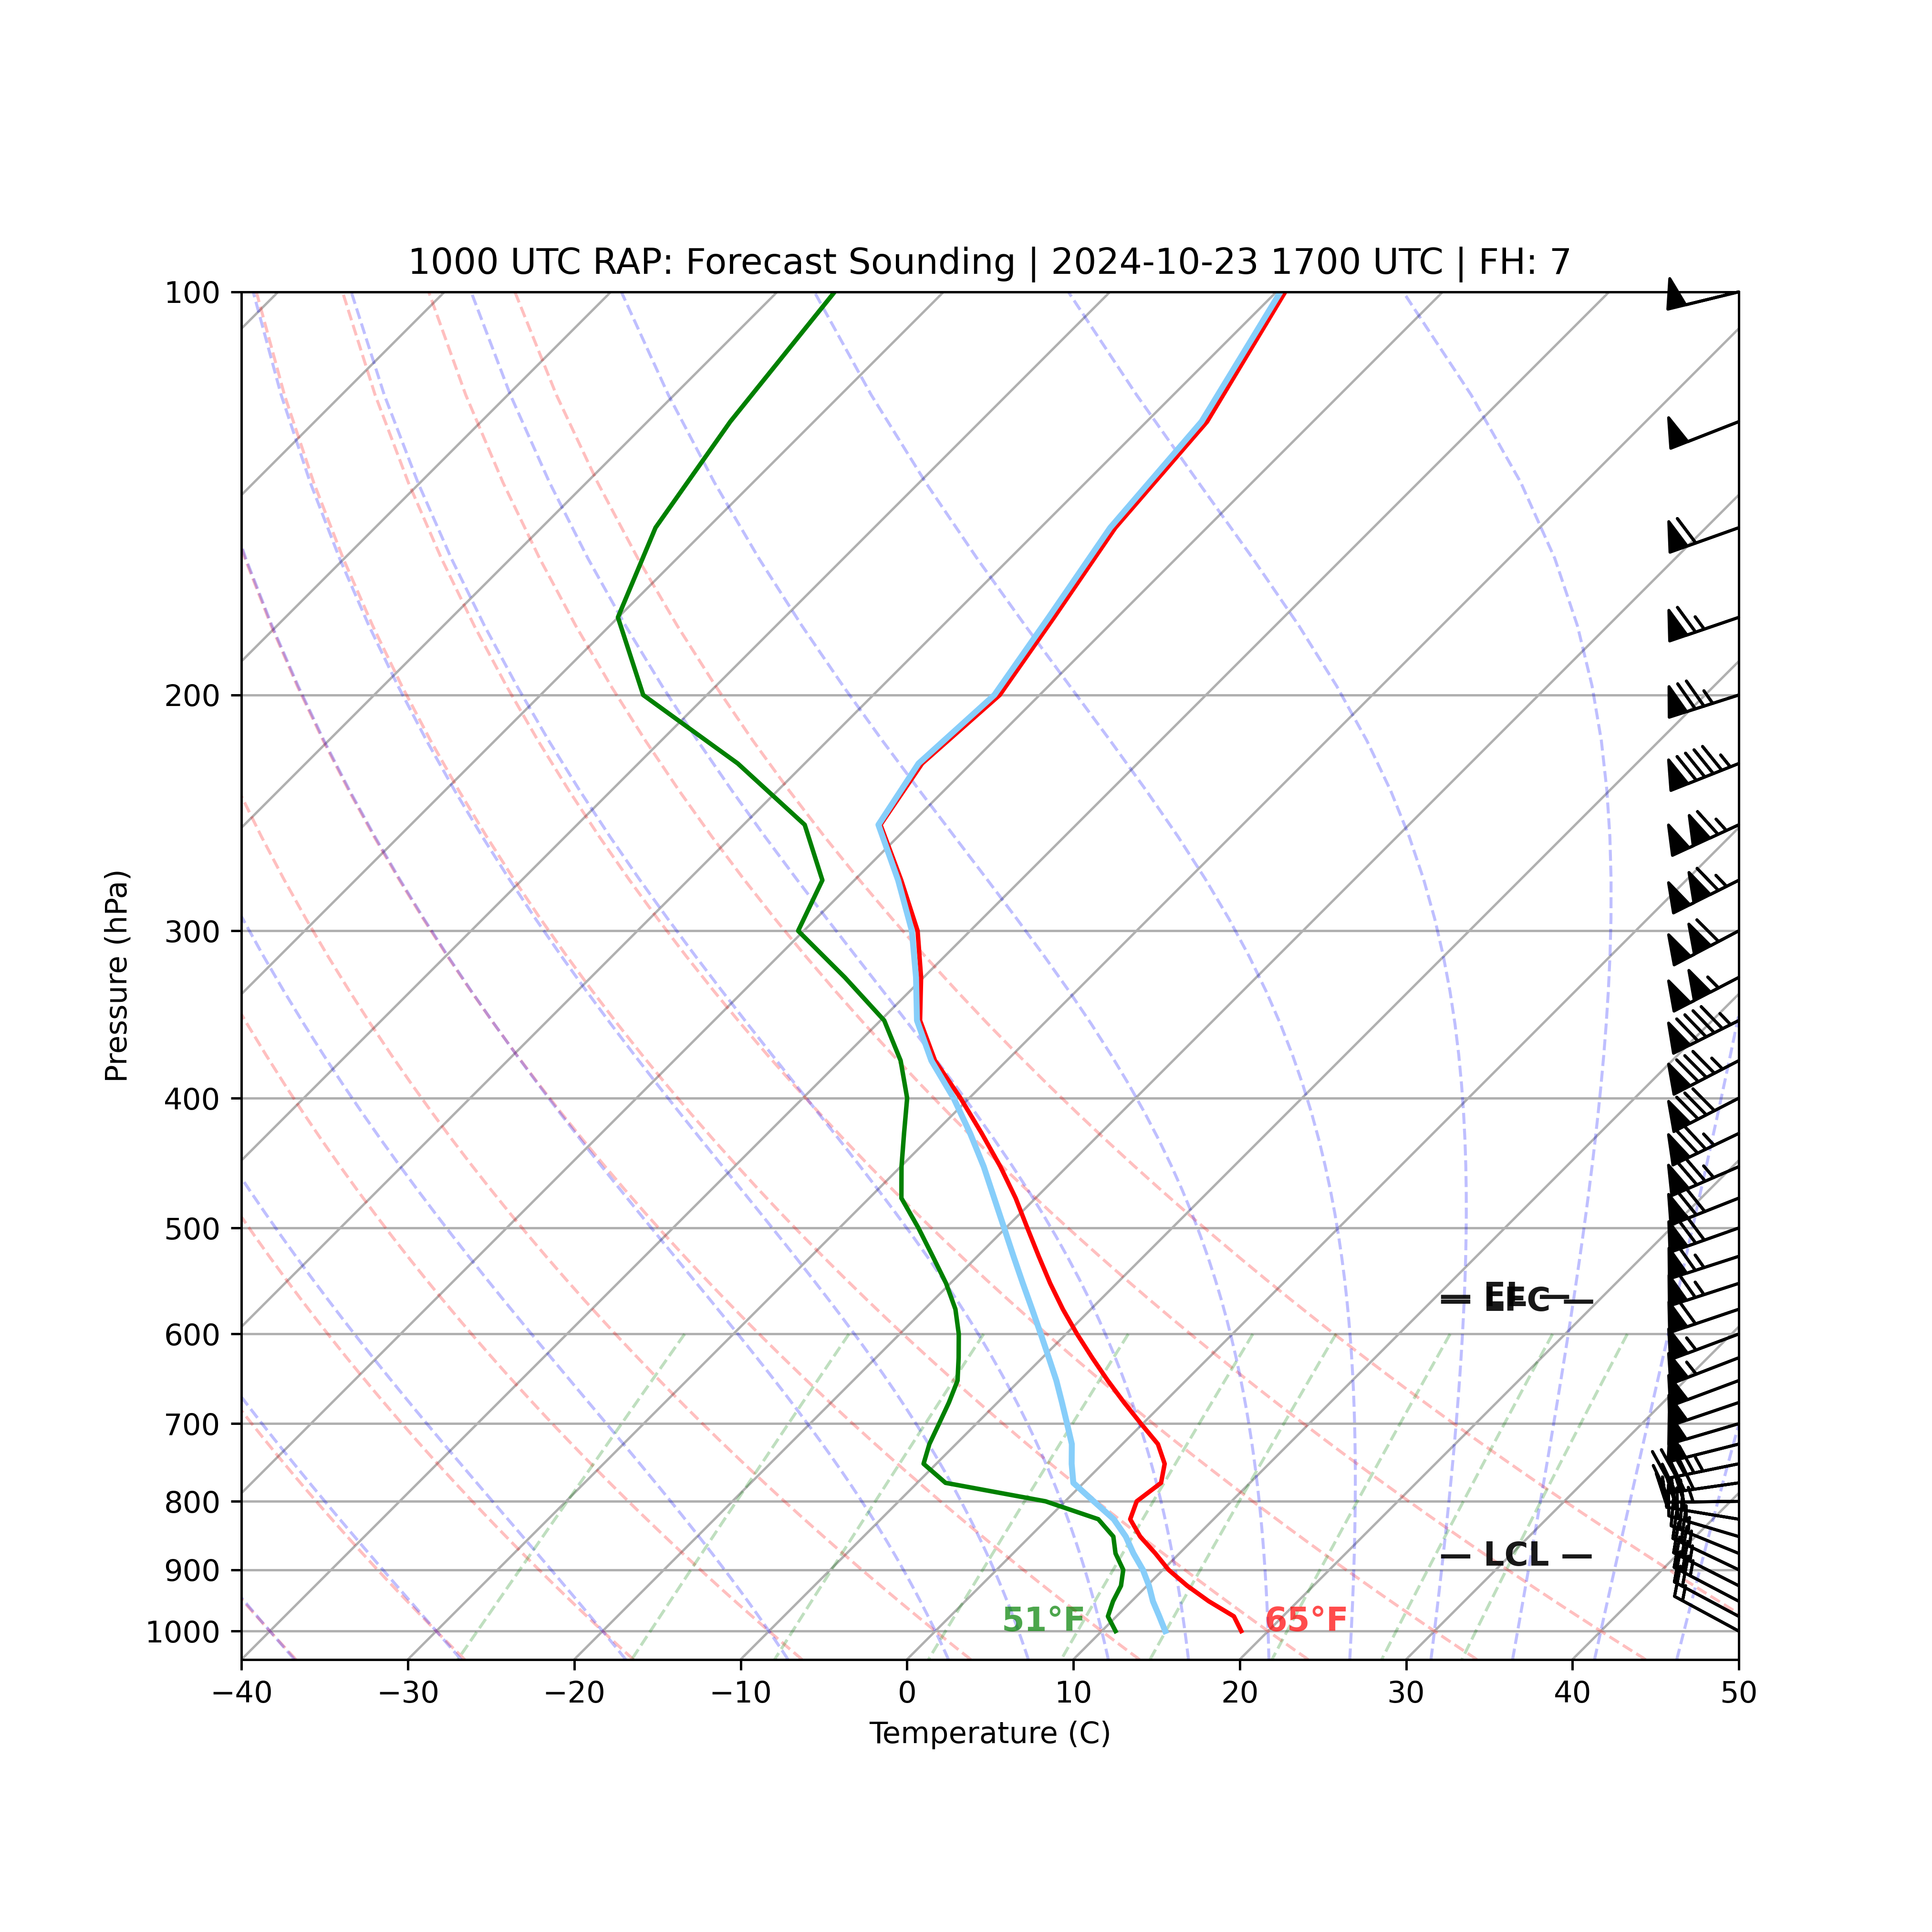 1000 UTC RAP: Forecast Sounding | 2024-10-23 1700 UTC | FH: 7
100
200
300
400
500
600
700
800
900
1000
Pressure (hPa)
— EL —
— LFC —
— LCL —
51°F
65°F
−40 −30 −20 −10 0 10 20 30 40 50
Temperature (C)